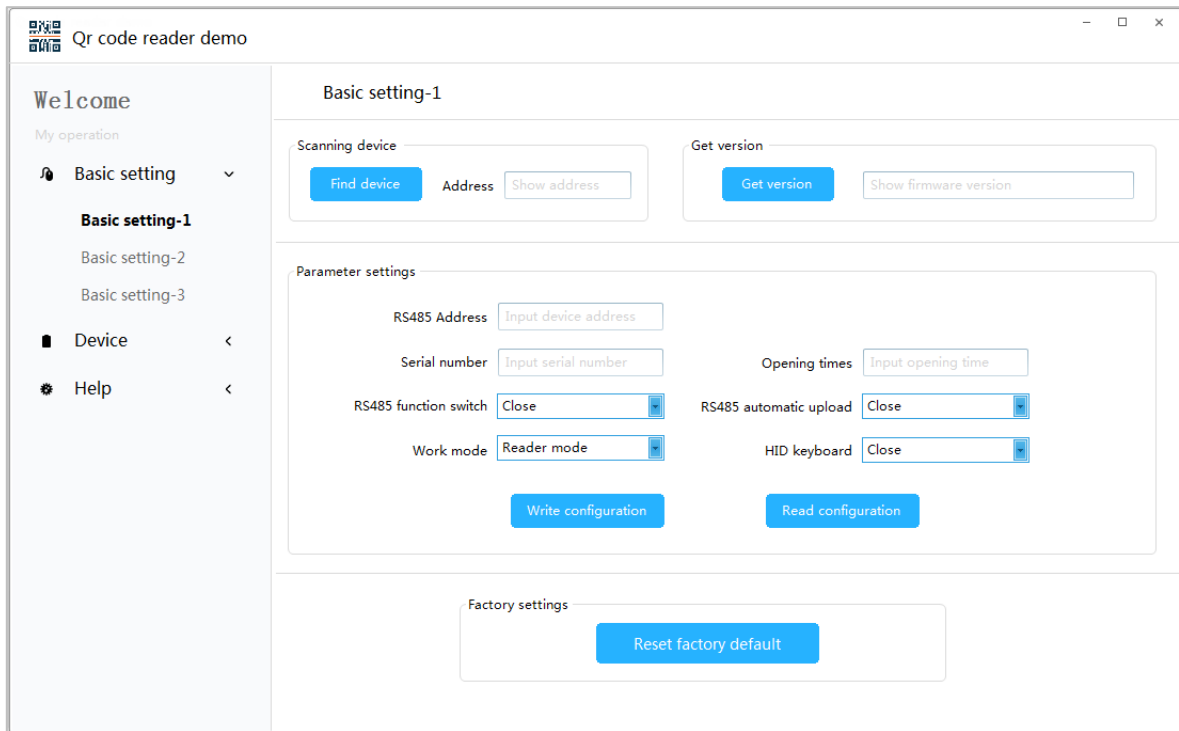 Qr code reader demo
Welcome
My operation
Basic setting
Basic setting-1
Basic setting-2
Basic setting-3
Device
Help
Basic setting-1
Scanning device
Find device Address Show address
Get version
Get version Show firmware version
Parameter settings
RS485 Address Input device address
Serial number Input serial number Opening times Input opening time
RS485 function switch Close RS485 automatic upload Close
Work mode Reader mode HID keyboard Close
Write configuration Read configuration
Factory settings
Reset factory default